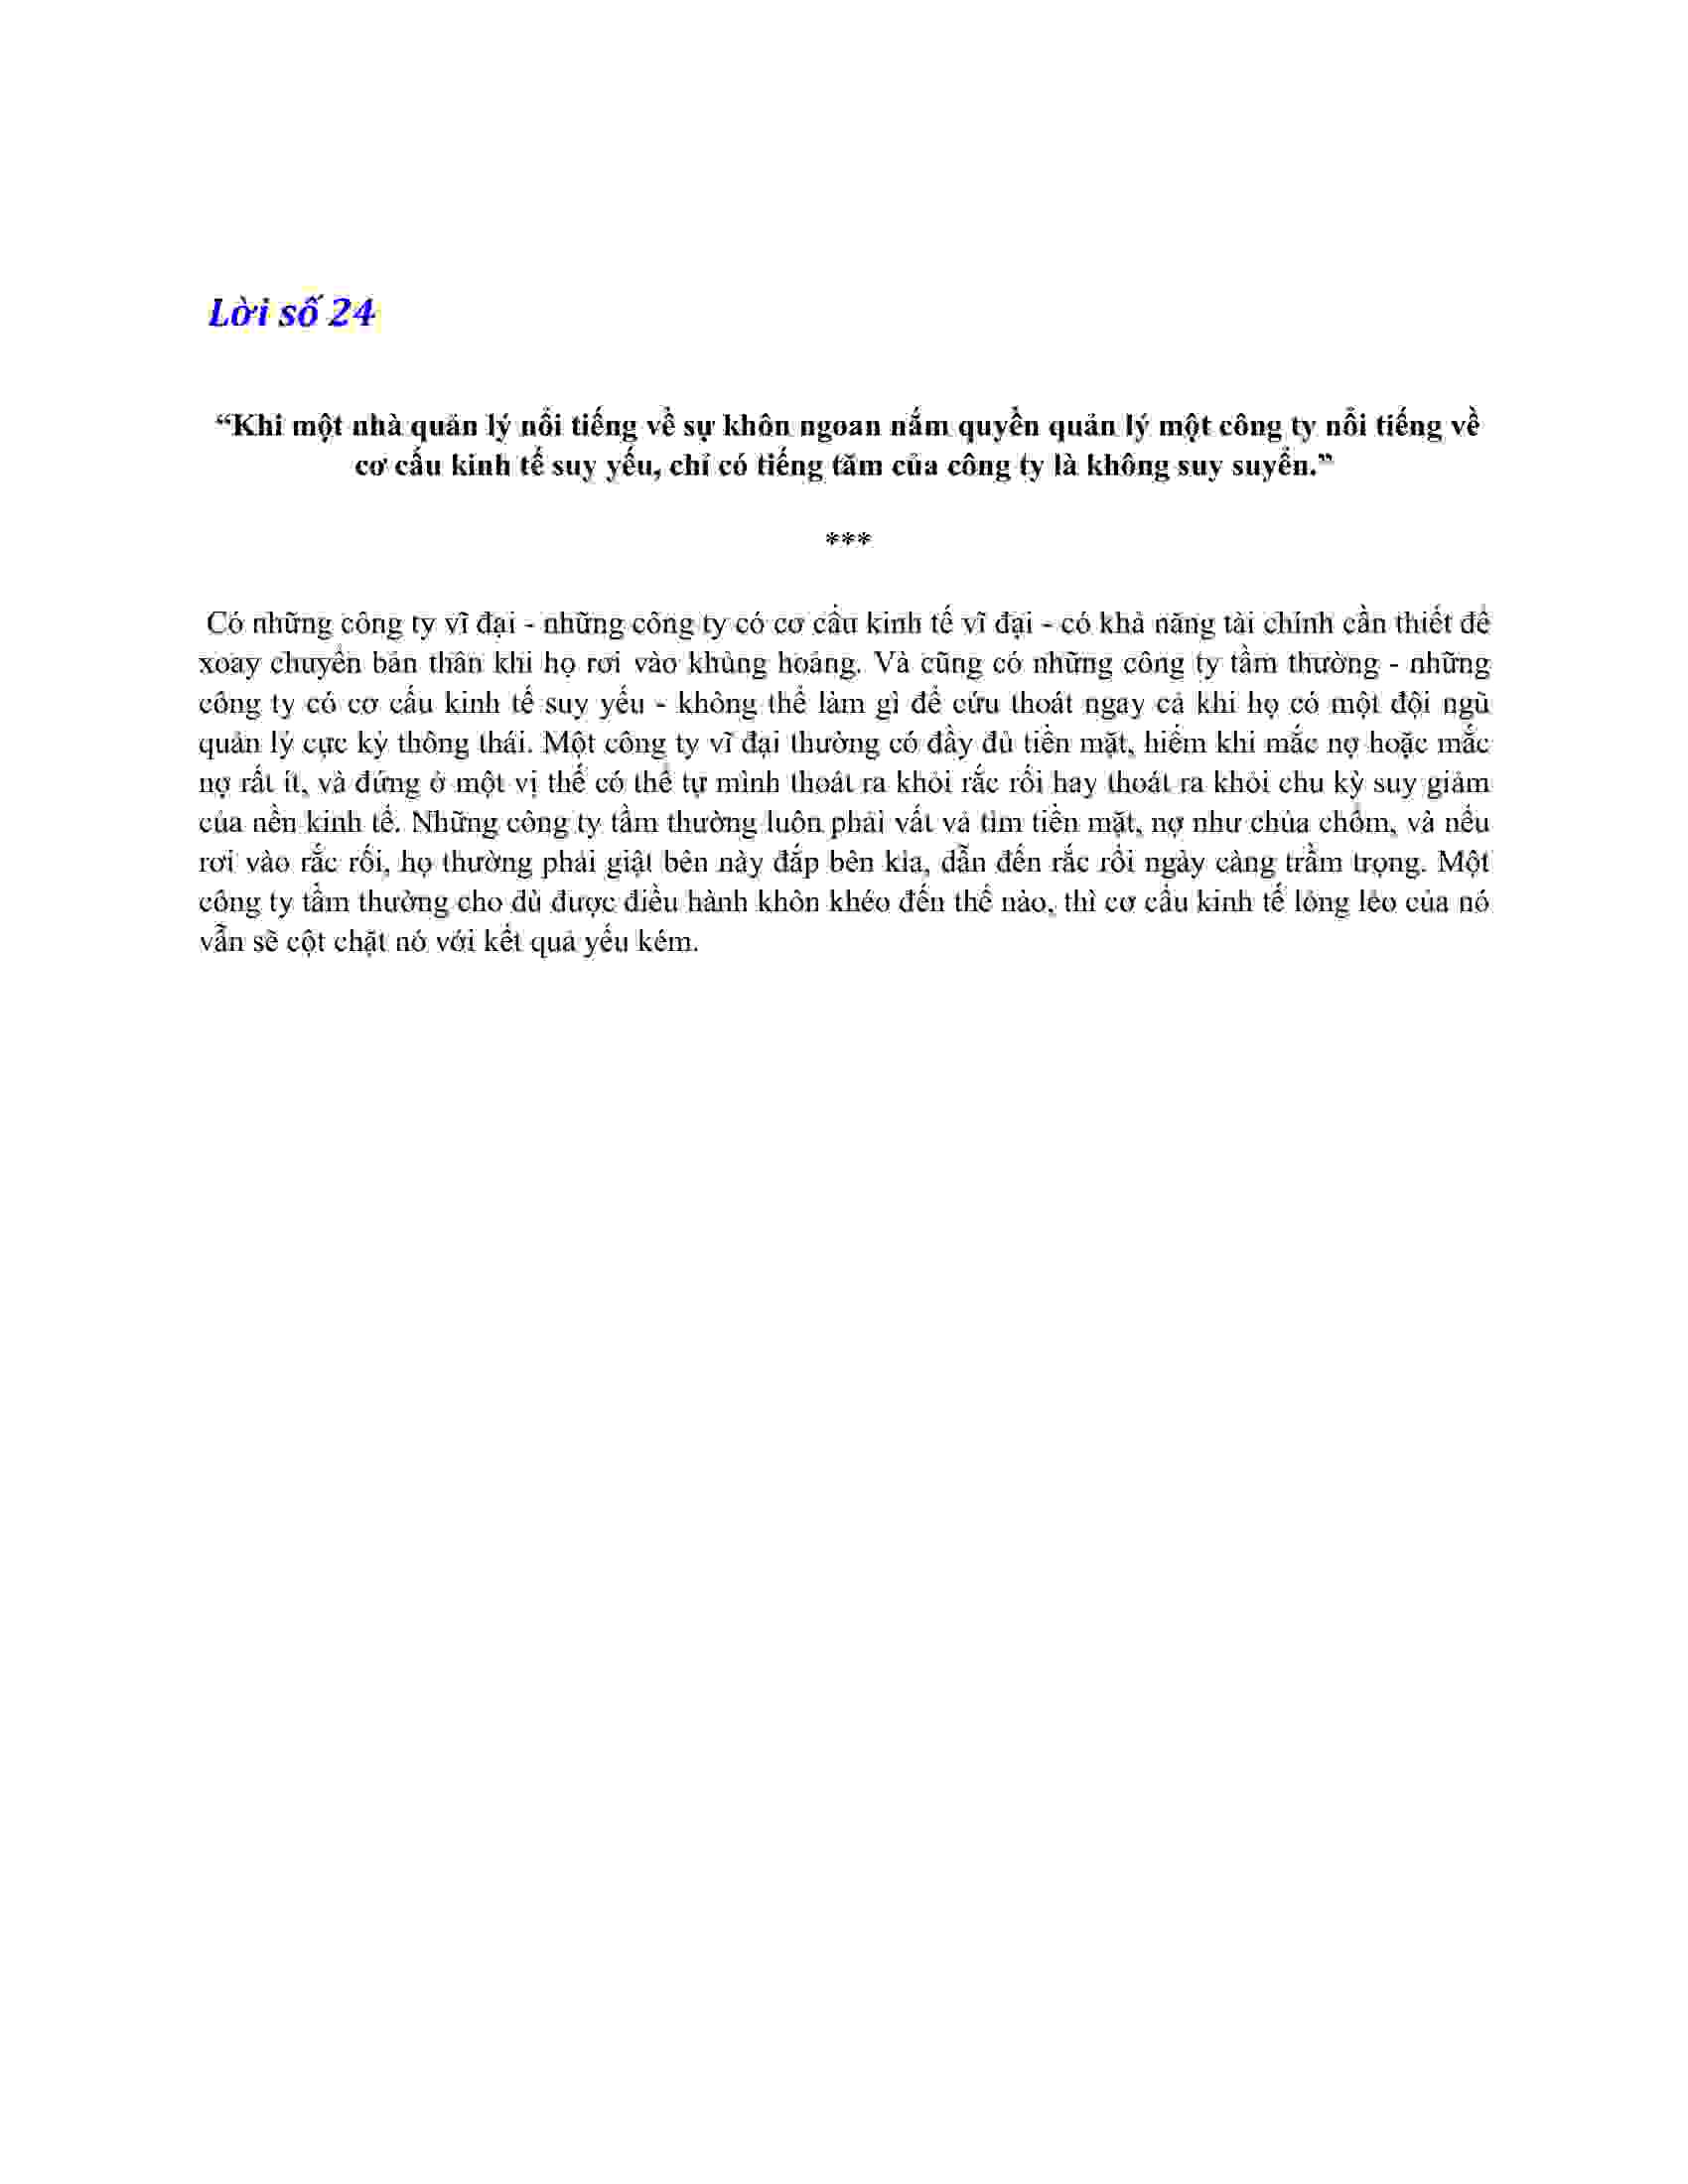 Lời số 24
“Khi một nhà quản lý nổi tiếng về sự khôn ngoan nắm quyền quản lý một công ty nổi tiếng về
cơ cấu kinh tế suy yếu, chỉ có tiếng tăm của công ty là không suy suyển.”
***
Có những công ty vĩ đại - những công ty có cơ cấu kinh tế vĩ đại - có khả năng tài chính cần thiết để
xoay chuyển bản thân khi họ rơi vào khủng hoảng. Và cũng có những công ty tầm thường - những
công ty có cơ cấu kinh tế suy yếu - không thể làm gì để cứu thoát ngay cả khi họ có một đội ngũ
quản lý cực kỳ thông thái. Một công ty vĩ đại thường có đầy đủ tiền mặt, hiếm khi mắc nợ hoặc mắc
nợ rất ít, và đứng ở một vị thế có thể tự mình thoát ra khỏi rắc rối hay thoát ra khỏi chu kỳ suy giảm
của nền kinh tế. Những công ty tầm thường luôn phải vất vả tìm tiền mặt, nợ như chúa chổm, và nếu
rơi vào rắc rối, họ thường phải giật bên này đắp bên kia, dẫn đến rắc rối ngày càng trầm trọng. Một
công ty tầm thường cho dù được điều hành khôn khéo đến thế nào, thì cơ cấu kinh tế lỏng lẻo của nó
vẫn sẽ cột chặt nó với kết quả yếu kém.